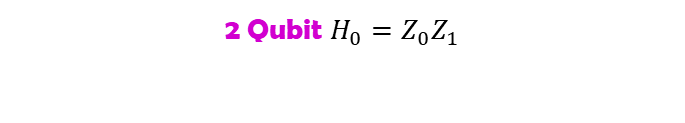 2 Qubit H₀ = Z₀Z₁